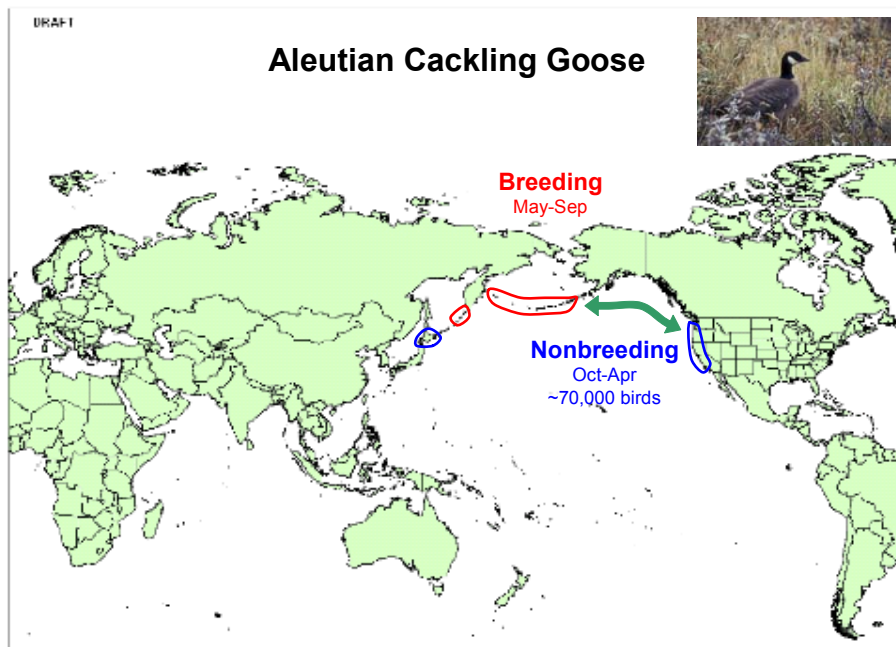 DRAFT
Aleutian Cackling Goose
Breeding
May-Sep
Nonbreeding
Oct-Apr
~70,000 birds